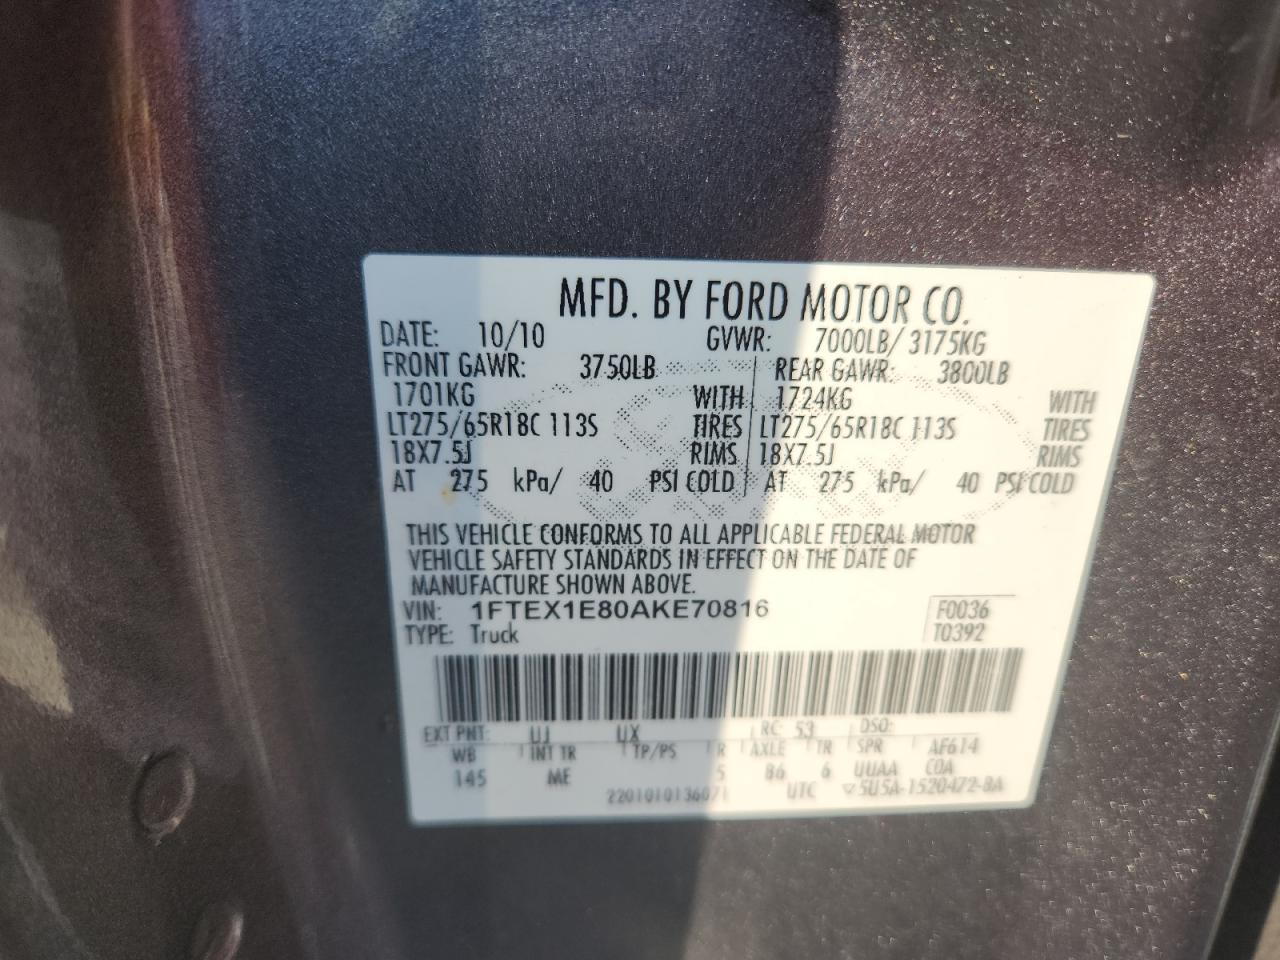 MFD. BY FORD MOTOR CO.
DATE: 10/10 GVWR: 7000LB/ 3175KG
FRONT GAWR: 3750LB REAR GAWR: 3800LB
1701KG WITH 1724KG WITH
LT275/65R18C 113S TIRES LT275/65R18C 113S TIRES
18X7.5J RIMS 18X7.5J RIMS
AT 275 kPa/ 40 PSI COLD AT 275 kPa/ 40 PSI COLD
THIS VEHICLE CONFORMS TO ALL APPLICABLE FEDERAL MOTOR
VEHICLE SAFETY STANDARDS IN EFFECT ON THE DATE OF
MANUFACTURE SHOWN ABOVE.
VIN: 1FTEX1E80AKE70816 F0036
TYPE: Truck T0392
EXT PNT: UJ UX RC: 53 DSO:
WB INT TR TP/PS R AXLE TR SPR AF614
145 ME 5 B6 6 UUAA COA
2201010136071 UTC ▽5U5A-1520472-BA